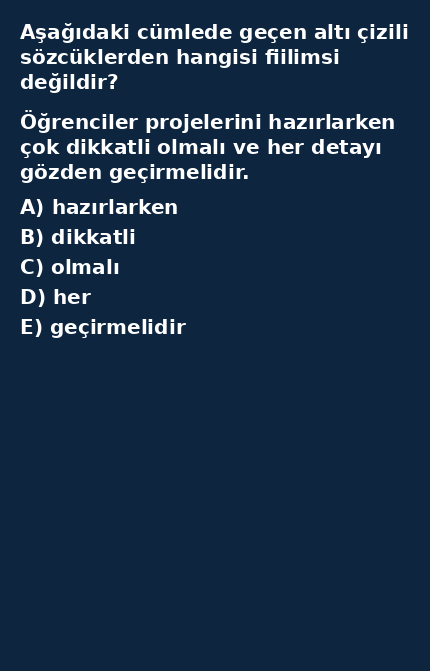 Aşağıdaki cümlede geçen altı çizili
sözcüklerden hangisi fiilimsi
değildir?
Öğrenciler projelerini hazırlarken
çok dikkatli olmalı ve her detayı
gözden geçirmelidir.
A) hazırlarken
B) dikkatli
C) olmalı
D) her
E) geçirmelidir